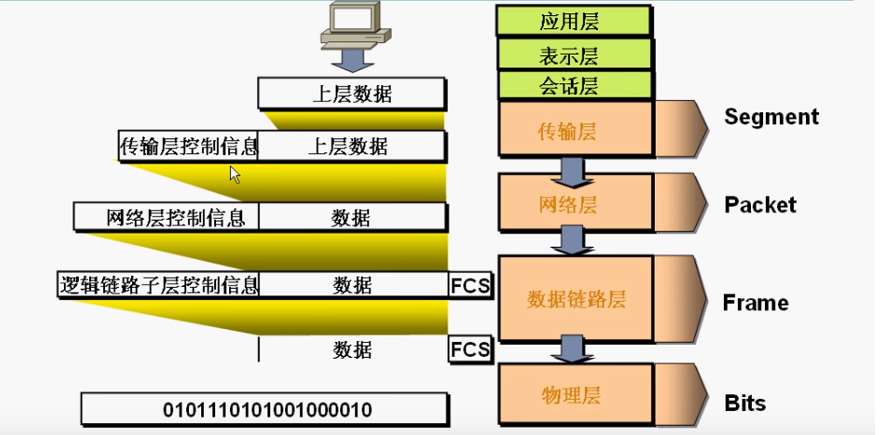 应用层
表示层
会话层
上层数据
传输层控制信息 上层数据
传输层
Segment
网络层控制信息 数据
网络层
Packet
逻辑链路子层控制信息 数据 FCS
数据链路层
Frame
数据 FCS
物理层
Bits
0101110101001000010